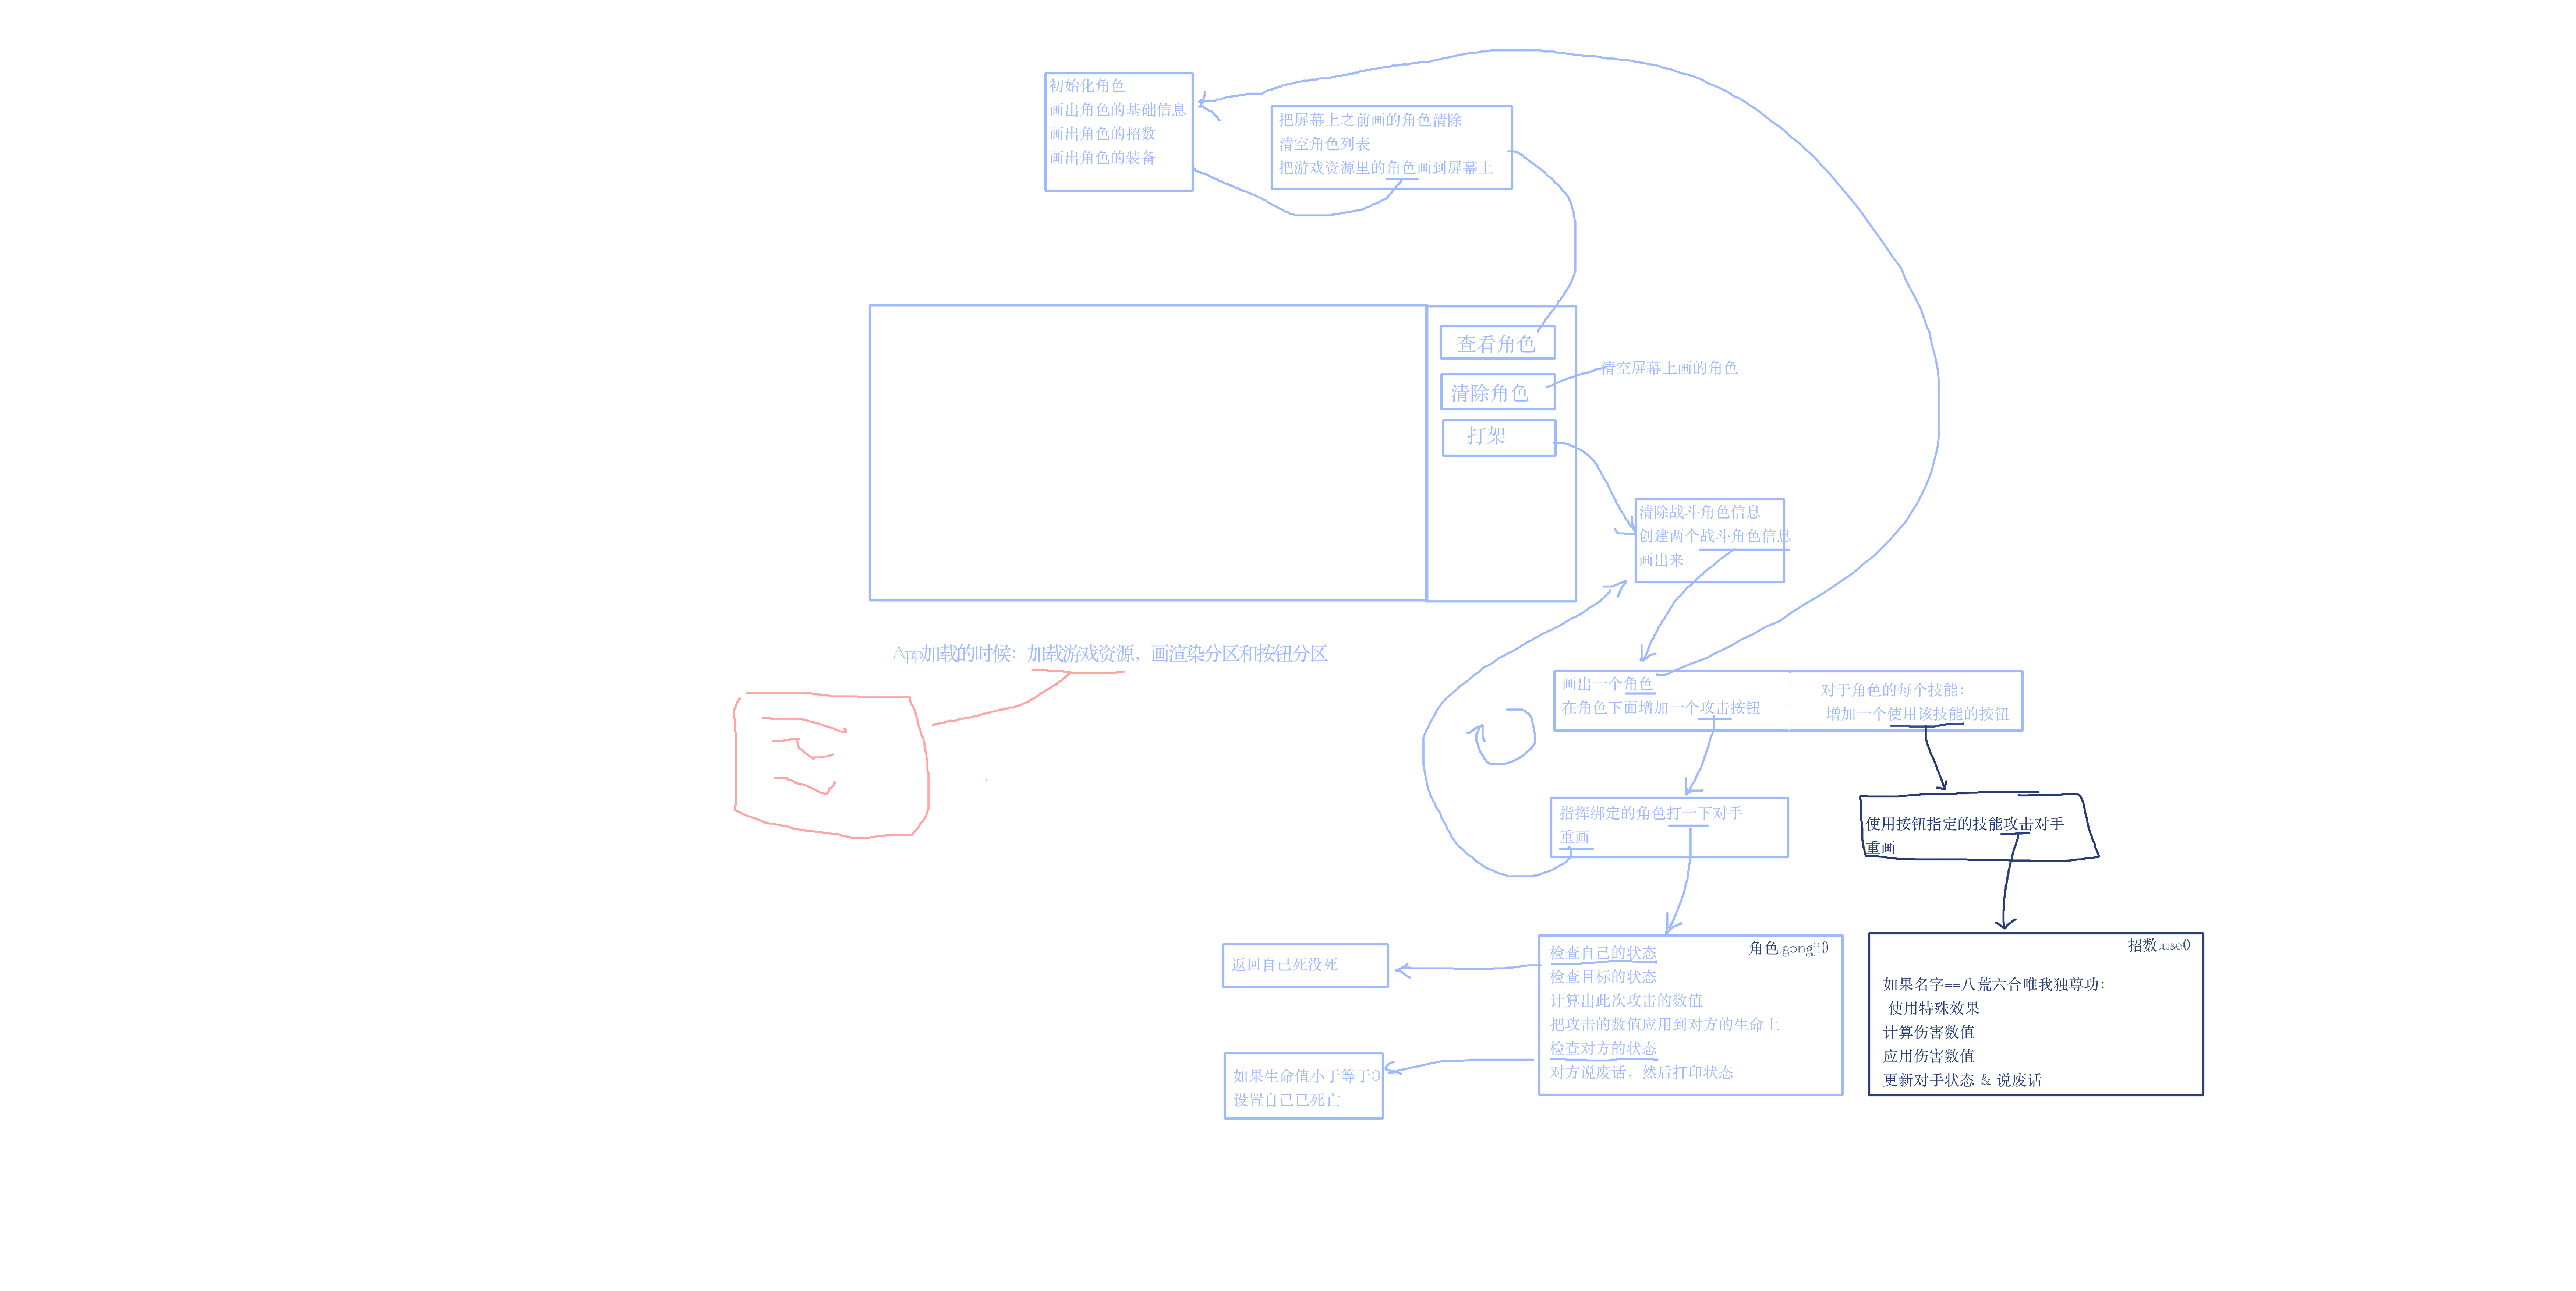 初始化角色
画出角色的基础信息
画出角色的招数
画出角色的装备
把屏幕上之前画的角色清除
清空角色列表
把游戏资源里的角色画到屏幕上
查看角色
清除角色
清空屏幕上画的角色
打架
清除战斗角色信息
创建两个战斗角色信息
画出来
App加载的时候：加载游戏资源，画渲染分区和按钮分区
画出一个角色
在角色下面增加一个攻击按钮
对于角色的每个技能：
增加一个使用该技能的按钮
指挥绑定的角色打一下对手
重画
使用按钮指定的技能攻击对手
重画
返回自己死没死
角色.gongji()
检查自己的状态
检查目标的状态
计算出此次攻击的数值
把攻击的数值应用到对方的生命上
检查对方的状态
对方说废话，然后打印状态
如果生命值小于等于0
设置自己已死亡
招数.use()
如果名字==八荒六合唯我独尊功：
使用特殊效果
计算伤害数值
应用伤害数值
更新对手状态 & 说废话